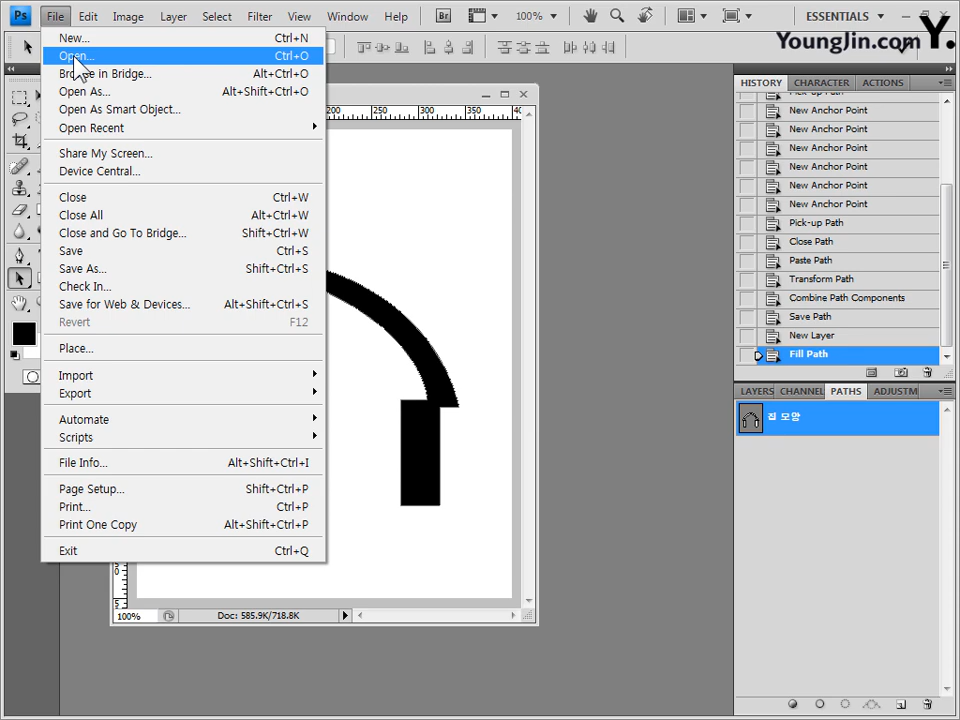 Ps File Edit Image Layer Select Filter View Window Help Br 100% ESSENTIALS
YoungJin.com Y.
New... Ctrl+N
Open... Ctrl+O
Browse in Bridge... Alt+Ctrl+O
Open As... Alt+Shift+Ctrl+O
Open As Smart Object...
Open Recent
Share My Screen...
Device Central...
Close Ctrl+W
Close All Alt+Ctrl+W
Close and Go To Bridge... Shift+Ctrl+W
Save Ctrl+S
Save As... Shift+Ctrl+S
Check In...
Save for Web & Devices... Alt+Shift+Ctrl+S
Revert F12
Place...
Import
Export
Automate
Scripts
File Info... Alt+Shift+Ctrl+I
Page Setup... Shift+Ctrl+P
Print... Ctrl+P
Print One Copy Alt+Shift+Ctrl+P
Exit Ctrl+Q
200 250 300 350 40
100% Doc: 585.9K/718.8K
HISTORY CHARACTER ACTIONS
Pick-up Path
New Anchor Point
New Anchor Point
New Anchor Point
New Anchor Point
New Anchor Point
New Anchor Point
Pick-up Path
Close Path
Paste Path
Transform Path
Combine Path Components
Save Path
New Layer
Fill Path
LAYERS CHANNEL PATHS ADJUSTM
집 모양